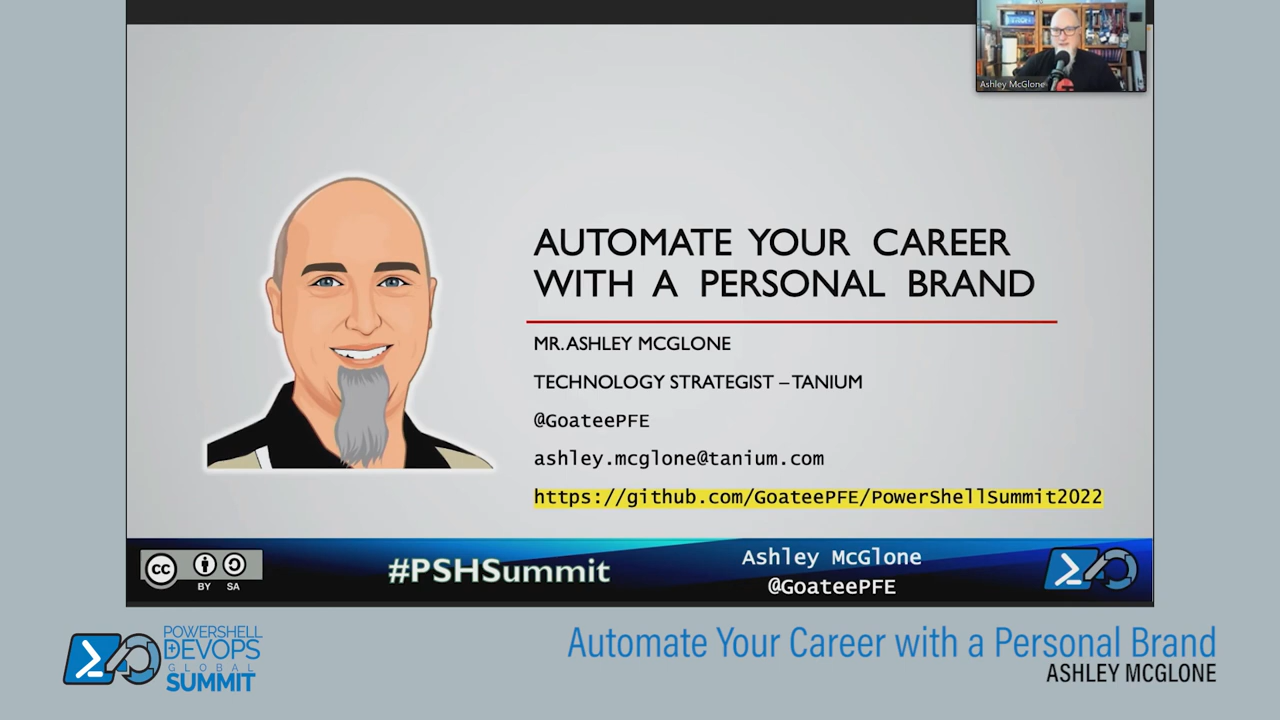 Ashley McGlone
AUTOMATE YOUR CAREER
WITH A PERSONAL BRAND
MR. ASHLEY MCGLONE
TECHNOLOGY STRATEGIST – TANIUM
@GoateePFE
ashley.mcglone@tanium.com
https://github.com/GoateePFE/PowerShellSummit2022
cc
BY SA
#PSHSummit
Ashley McGlone
@GoateePFE
POWERSHELL
DEVOPS
GLOBAL
SUMMIT
Automate Your Career with a Personal Brand
ASHLEY MCGLONE